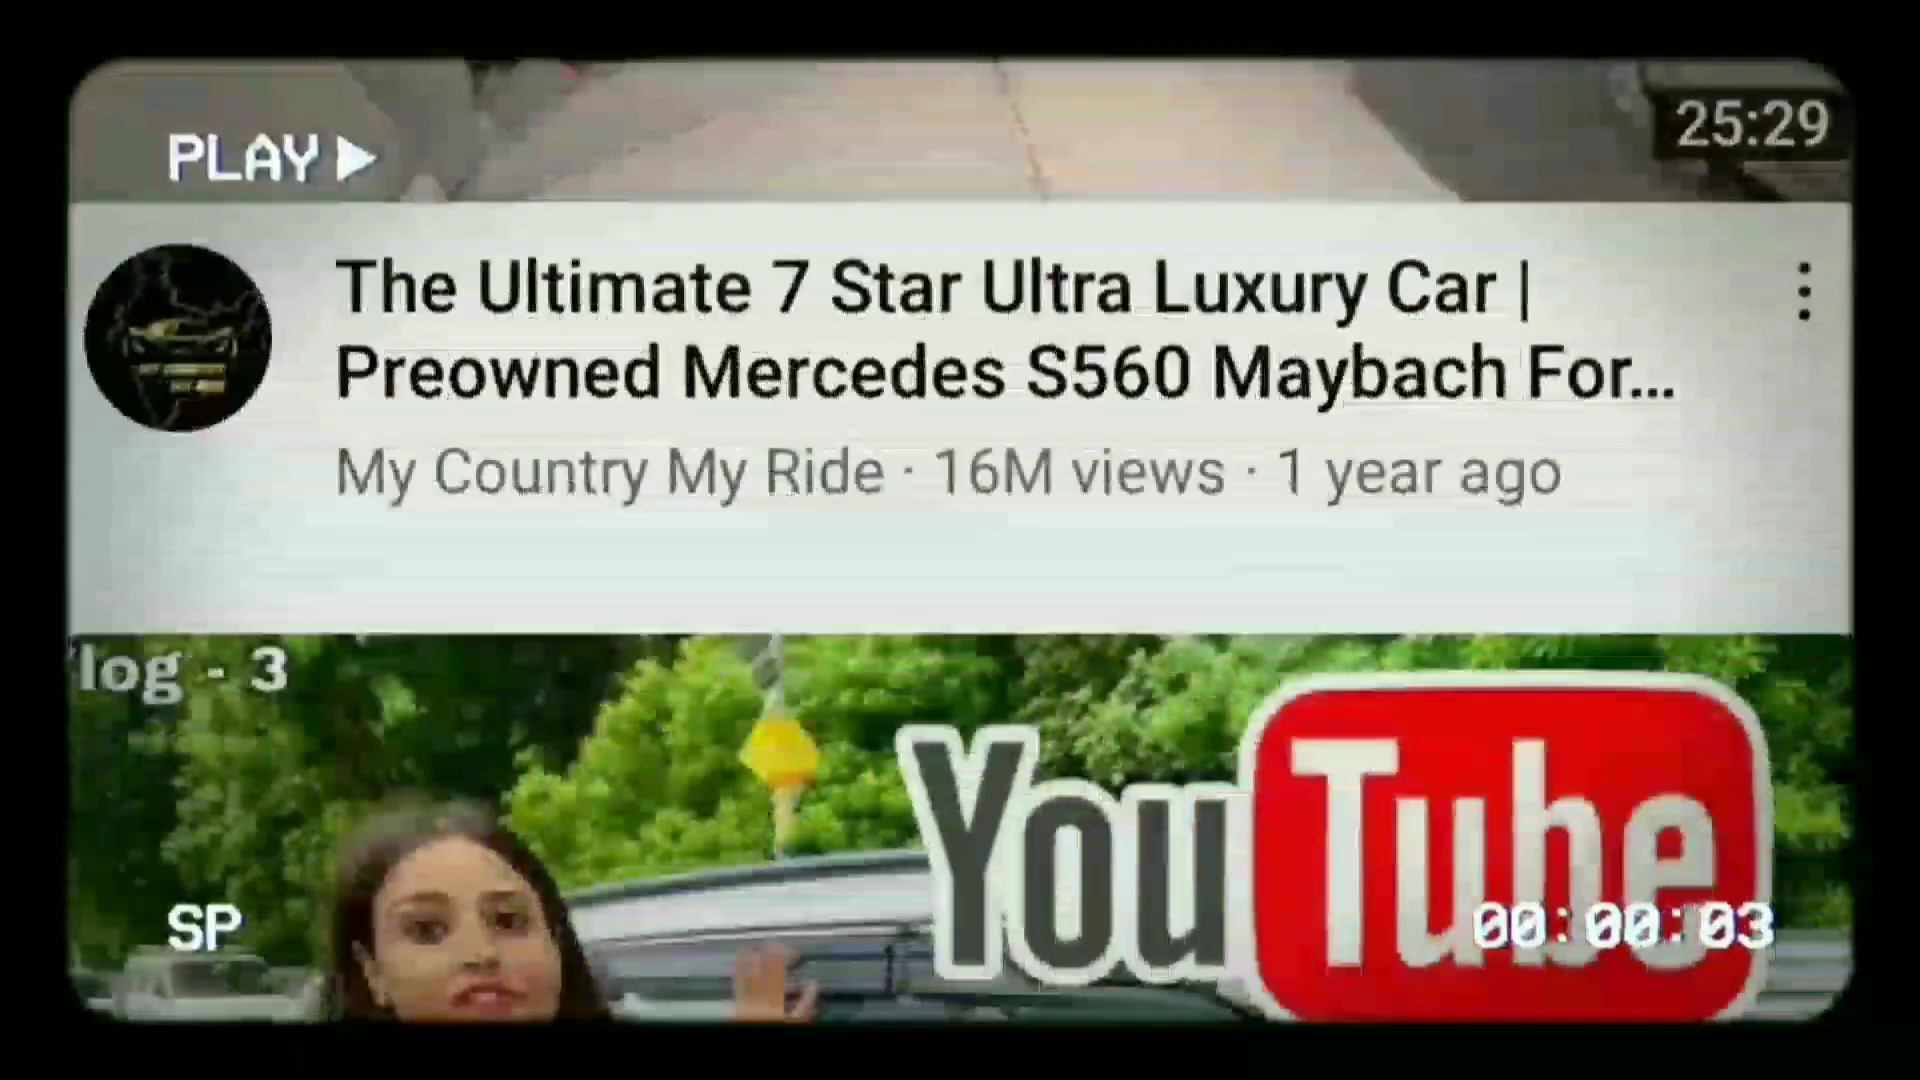 25:29
PLAY
The Ultimate 7 Star Ultra Luxury Car |
Preowned Mercedes S560 Maybach For...
My Country My Ride · 16M views · 1 year ago
log - 3
YouTube
SP
00:00:03